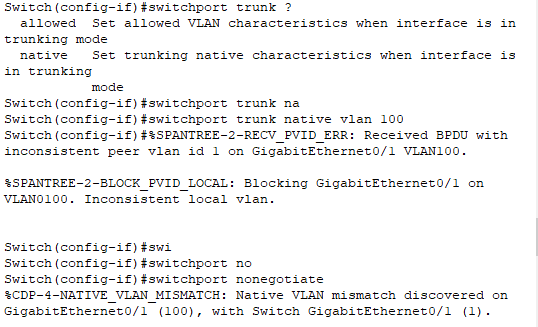 Switch(config-if)#switchport trunk ?
  allowed  Set allowed VLAN characteristics when interface is in
trunking mode
  native   Set trunking native characteristics when interface is
in trunking
           mode
Switch(config-if)#switchport trunk na
Switch(config-if)#switchport trunk native vlan 100
Switch(config-if)#%SPANTREE-2-RECV_PVID_ERR: Received BPDU with
inconsistent peer vlan id 1 on GigabitEthernet0/1 VLAN100.

%SPANTREE-2-BLOCK_PVID_LOCAL: Blocking GigabitEthernet0/1 on
VLAN0100. Inconsistent local vlan.


Switch(config-if)#swi
Switch(config-if)#switchport no
Switch(config-if)#switchport nonegotiate
%CDP-4-NATIVE_VLAN_MISMATCH: Native VLAN mismatch discovered on
GigabitEthernet0/1 (100), with Switch GigabitEthernet0/1 (1).